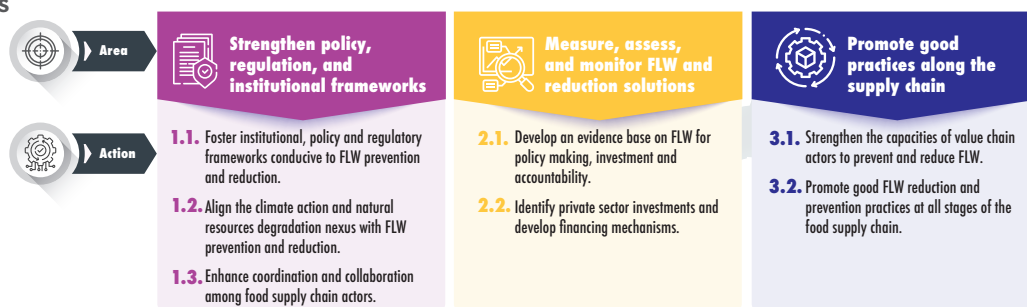 s
Area
Strengthen policy,
regulation, and
institutional frameworks
Measure, assess,
and monitor FLW and
reduction solutions
Promote good
practices along the
supply chain
Action
1.1. Foster institutional, policy and regulatory
frameworks conducive to FLW prevention
and reduction.
1.2. Align the climate action and natural
resources degradation nexus with FLW
prevention and reduction.
1.3. Enhance coordination and collaboration
among food supply chain actors.
2.1. Develop an evidence base on FLW for
policy making, investment and
accountability.
2.2. Identify private sector investments and
develop financing mechanisms.
3.1. Strengthen the capacities of value chain
actors to prevent and reduce FLW.
3.2. Promote good FLW reduction and
prevention practices at all stages of the
food supply chain.